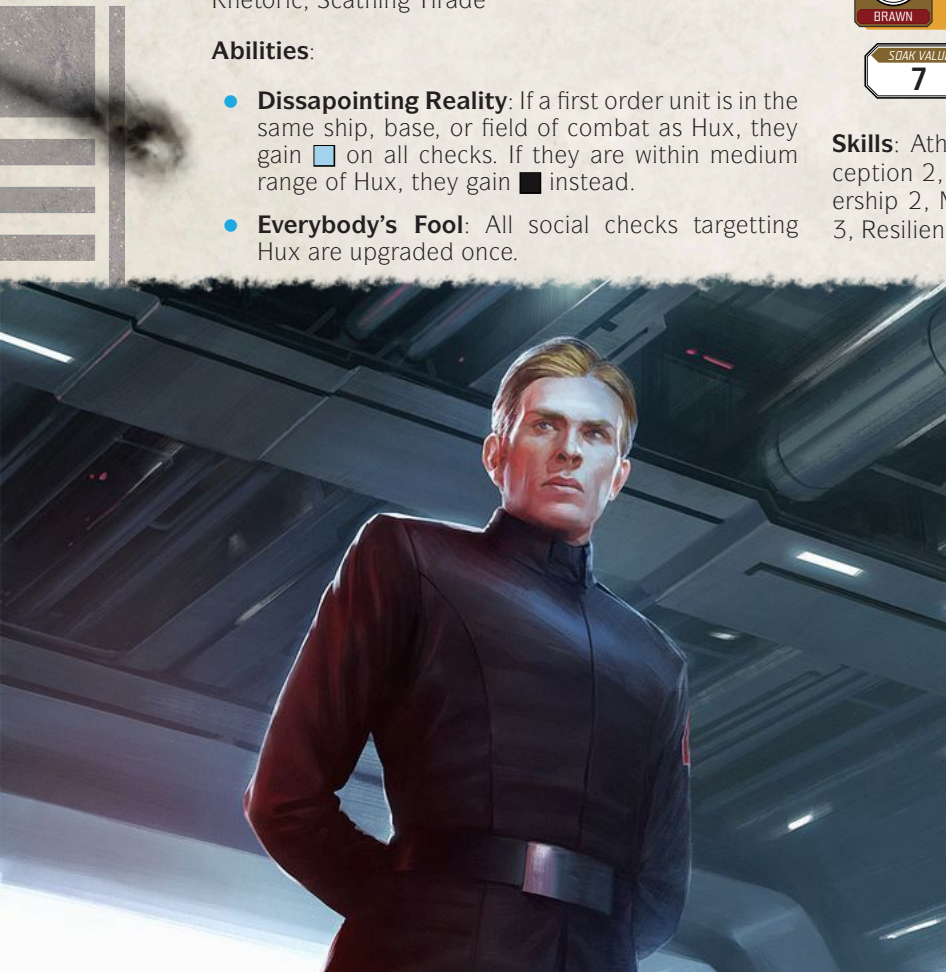 Rhetoric, Scathing Tirade
Abilities:
Dissapointing Reality: If a first order unit is in the
same ship, base, or field of combat as Hux, they
gain on all checks. If they are within medium
range of Hux, they gain instead.
Everybody's Fool: All social checks targetting
Hux are upgraded once.
BRAWN
SOAK VALUE
7
Skills: Ath
ception 2,
ership 2, M
3, Resilien